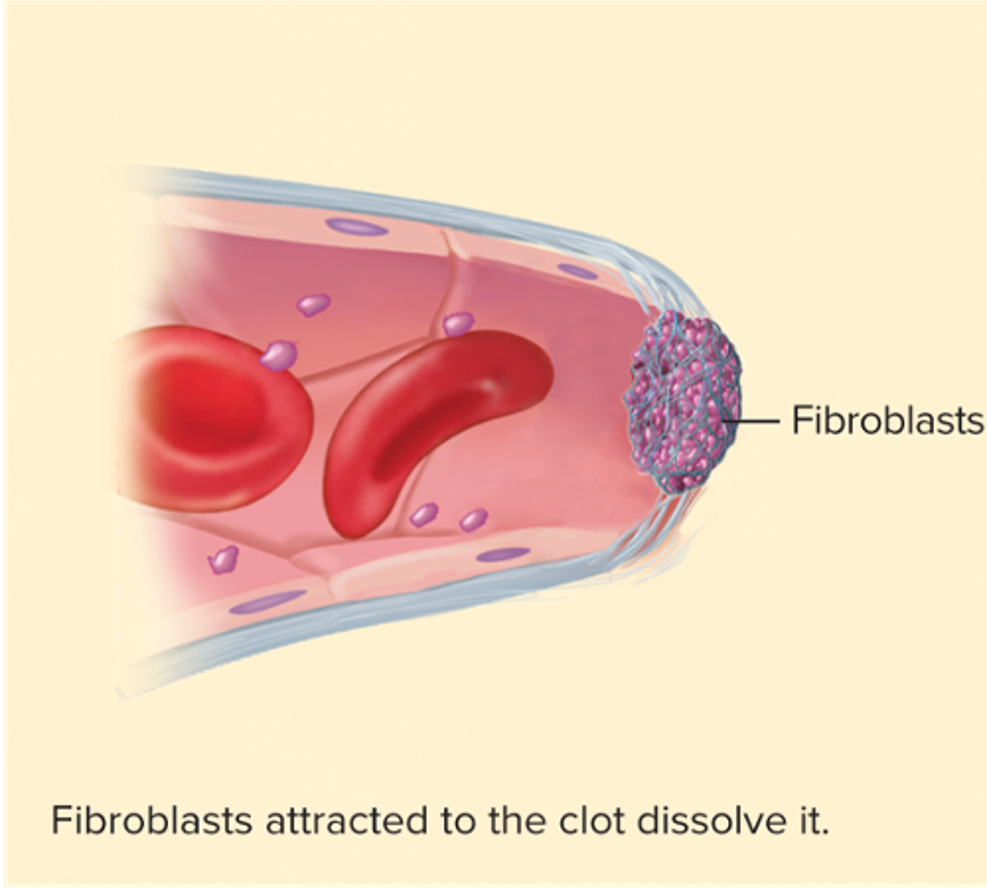 Fibroblasts
Fibroblasts attracted to the clot dissolve it.